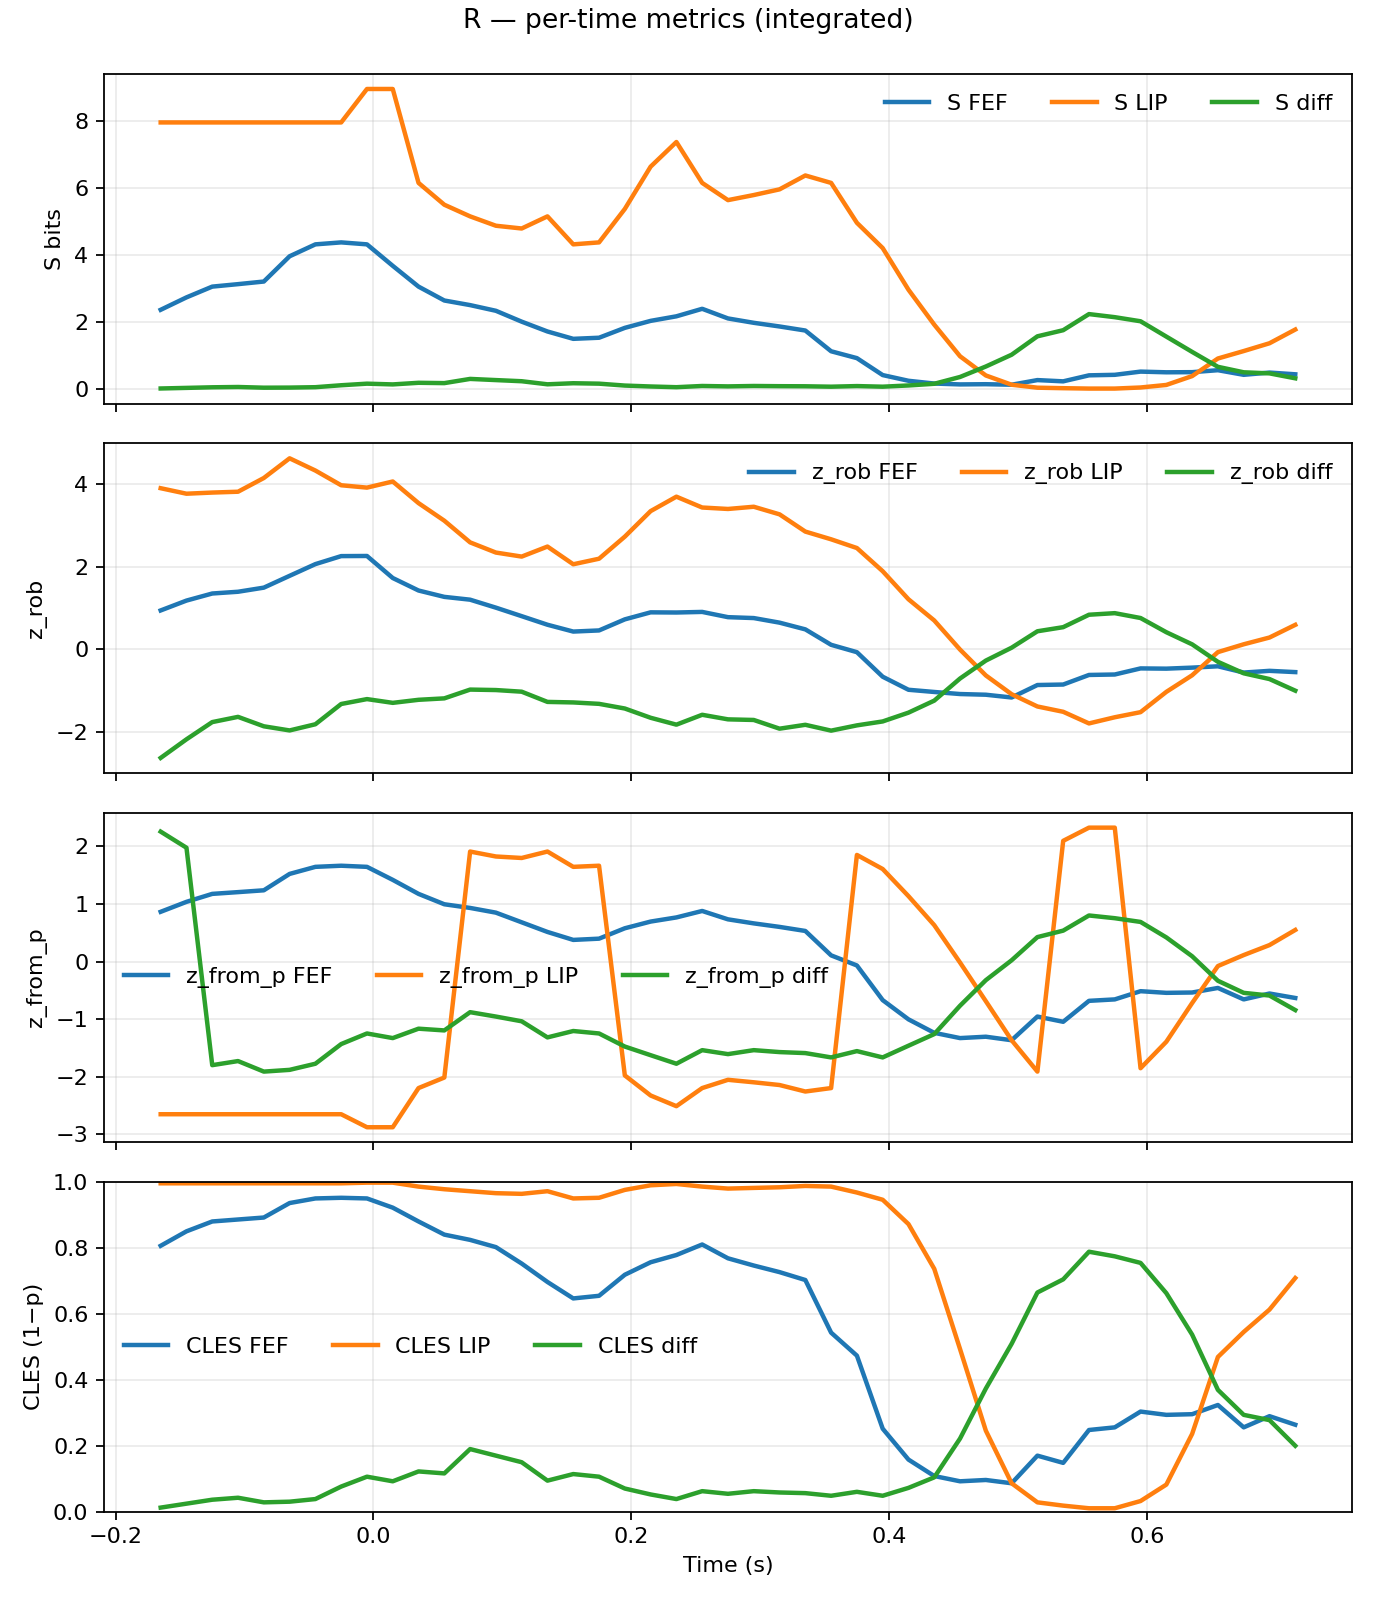 R — per-time metrics (integrated)
S FEF S LIP S diff
8
6
4
2
0
S bits
z_rob FEF z_rob LIP z_rob diff
4
2
0
−2
z_rob
2
1
0
−1
−2
−3
z_from_p
z_from_p FEF z_from_p LIP z_from_p diff
1.0
0.8
0.6
0.4
0.2
0.0
CLES (1−p)
CLES FEF CLES LIP CLES diff
−0.2 0.0 0.2 0.4 0.6
Time (s)